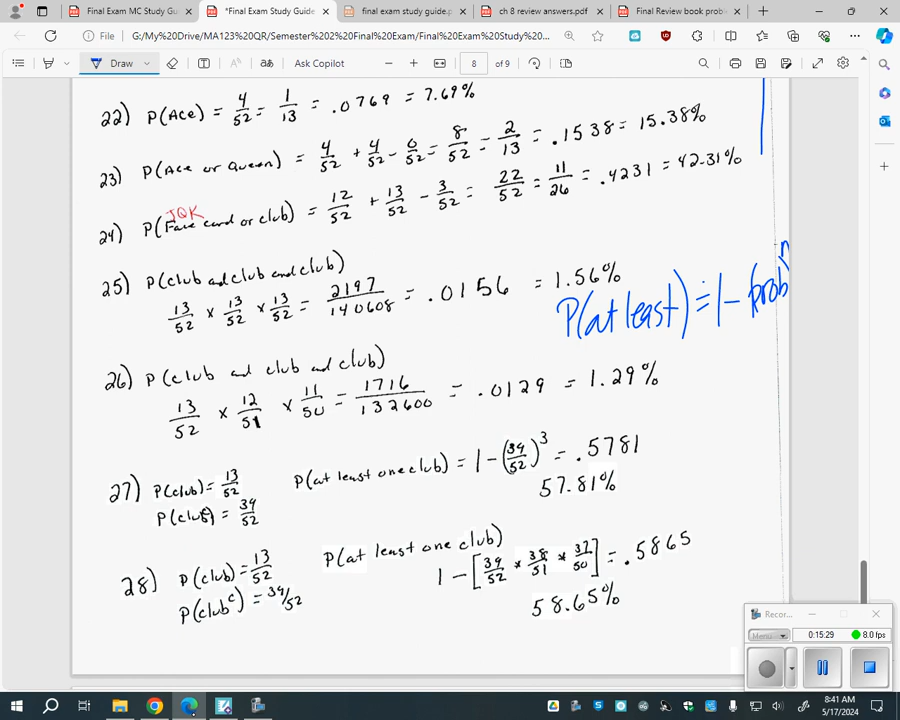 Final Exam MC Study Gu
*Final Exam Study Guide
final exam study guide.p
ch 8 review answers.pdf
Final Review book prob
File
G:/My%20Drive/MA123%20QR/Semester%202%20Final%20Exam/Final%20Exam%20Study%20...
Draw
Ask Copilot
8 of 9
22) P(Ace) = 4/52 = 1/13 = .0769 = 7.69%
23) P(Ace or Queen) = 4/52 + 4/52 - 0/52 = 8/52 = 2/13 = .1538 = 15.38%
JQK
24) P(Face card or club) = 12/52 + 13/52 - 3/52 = 22/52 = 11/26 = .4231 = 42.31%
25) P(club and club and club)
13/52 × 13/52 × 13/52 = 2197/140608 = .0156 = 1.56%
P(at least) = 1 - (prob
n
26) P(club and club and club)
13/52 × 12/51 × 11/50 = 1716/132600 = .0129 = 1.29%
27) P(club) = 13/52 P(at least one club) = 1 - (39/52)^3 = .5781
P(club^c) = 39/52 57.81%
28) P(club) = 13/52 P(at least one club)
P(club^c) = 39/52 1 - [39/52 * 38/51 * 37/50] = .5865
58.65%
Recor...
Menu
0:15:29
8.0 fps
8:41 AM
5/17/2024